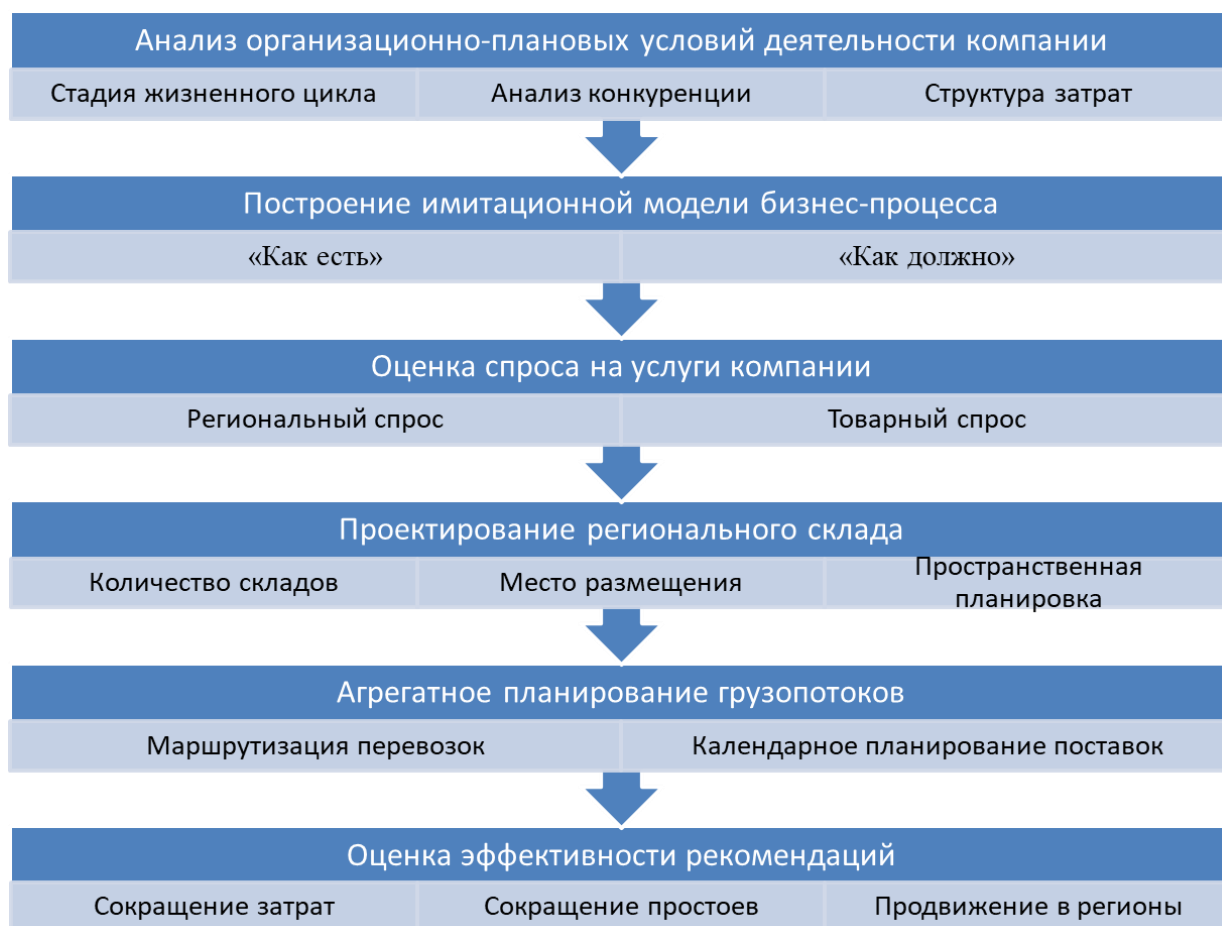 Анализ организационно-плановых условий деятельности компании
Стадия жизненного цикла
Анализ конкуренции
Структура затрат
Построение имитационной модели бизнес-процесса
«Как есть»
«Как должно»
Оценка спроса на услуги компании
Региональный спрос
Товарный спрос
Проектирование регионального склада
Количество складов
Место размещения
Пространственная
планировка
Агрегатное планирование грузопотоков
Маршрутизация перевозок
Календарное планирование поставок
Оценка эффективности рекомендаций
Сокращение затрат
Сокращение простоев
Продвижение в регионы